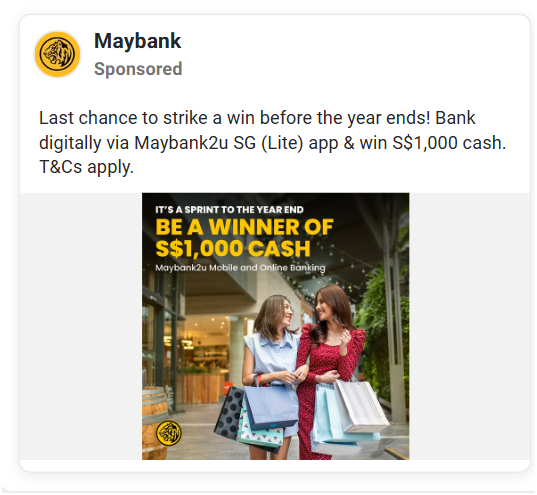 Maybank
Sponsored
Last chance to strike a win before the year ends! Bank
digitally via Maybank2u SG (Lite) app & win S$1,000 cash.
T&Cs apply.
IT'S A SPRINT TO THE YEAR END
BE A WINNER OF
S$1,000 CASH
Maybank2u Mobile and Online Banking